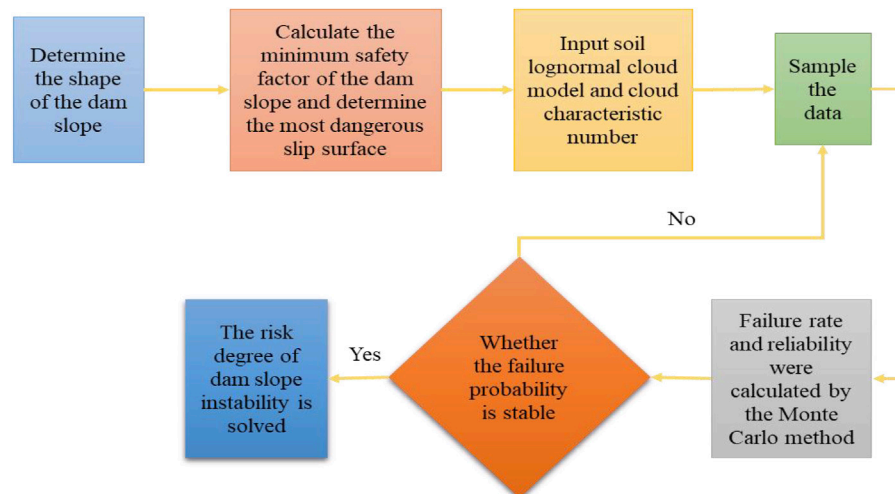 Determine
the shape
of the dam
slope
Calculate the
minimum safety
factor of the dam
slope and determine
the most dangerous
slip surface
Input soil
lognormal cloud
model and cloud
characteristic
number
Sample
the
data
No
Failure rate
and reliability
were
calculated by
the Monte
Carlo method
Whether
the failure
probability
is stable
Yes
The risk
degree of
dam slope
instability is
solved